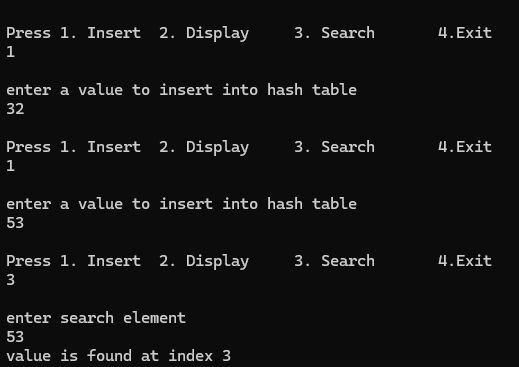 Press 1. Insert  2. Display     3. Search       4.Exit
1
enter a value to insert into hash table
32
Press 1. Insert  2. Display     3. Search       4.Exit
1
enter a value to insert into hash table
53
Press 1. Insert  2. Display     3. Search       4.Exit
3
enter search element
53
value is found at index 3